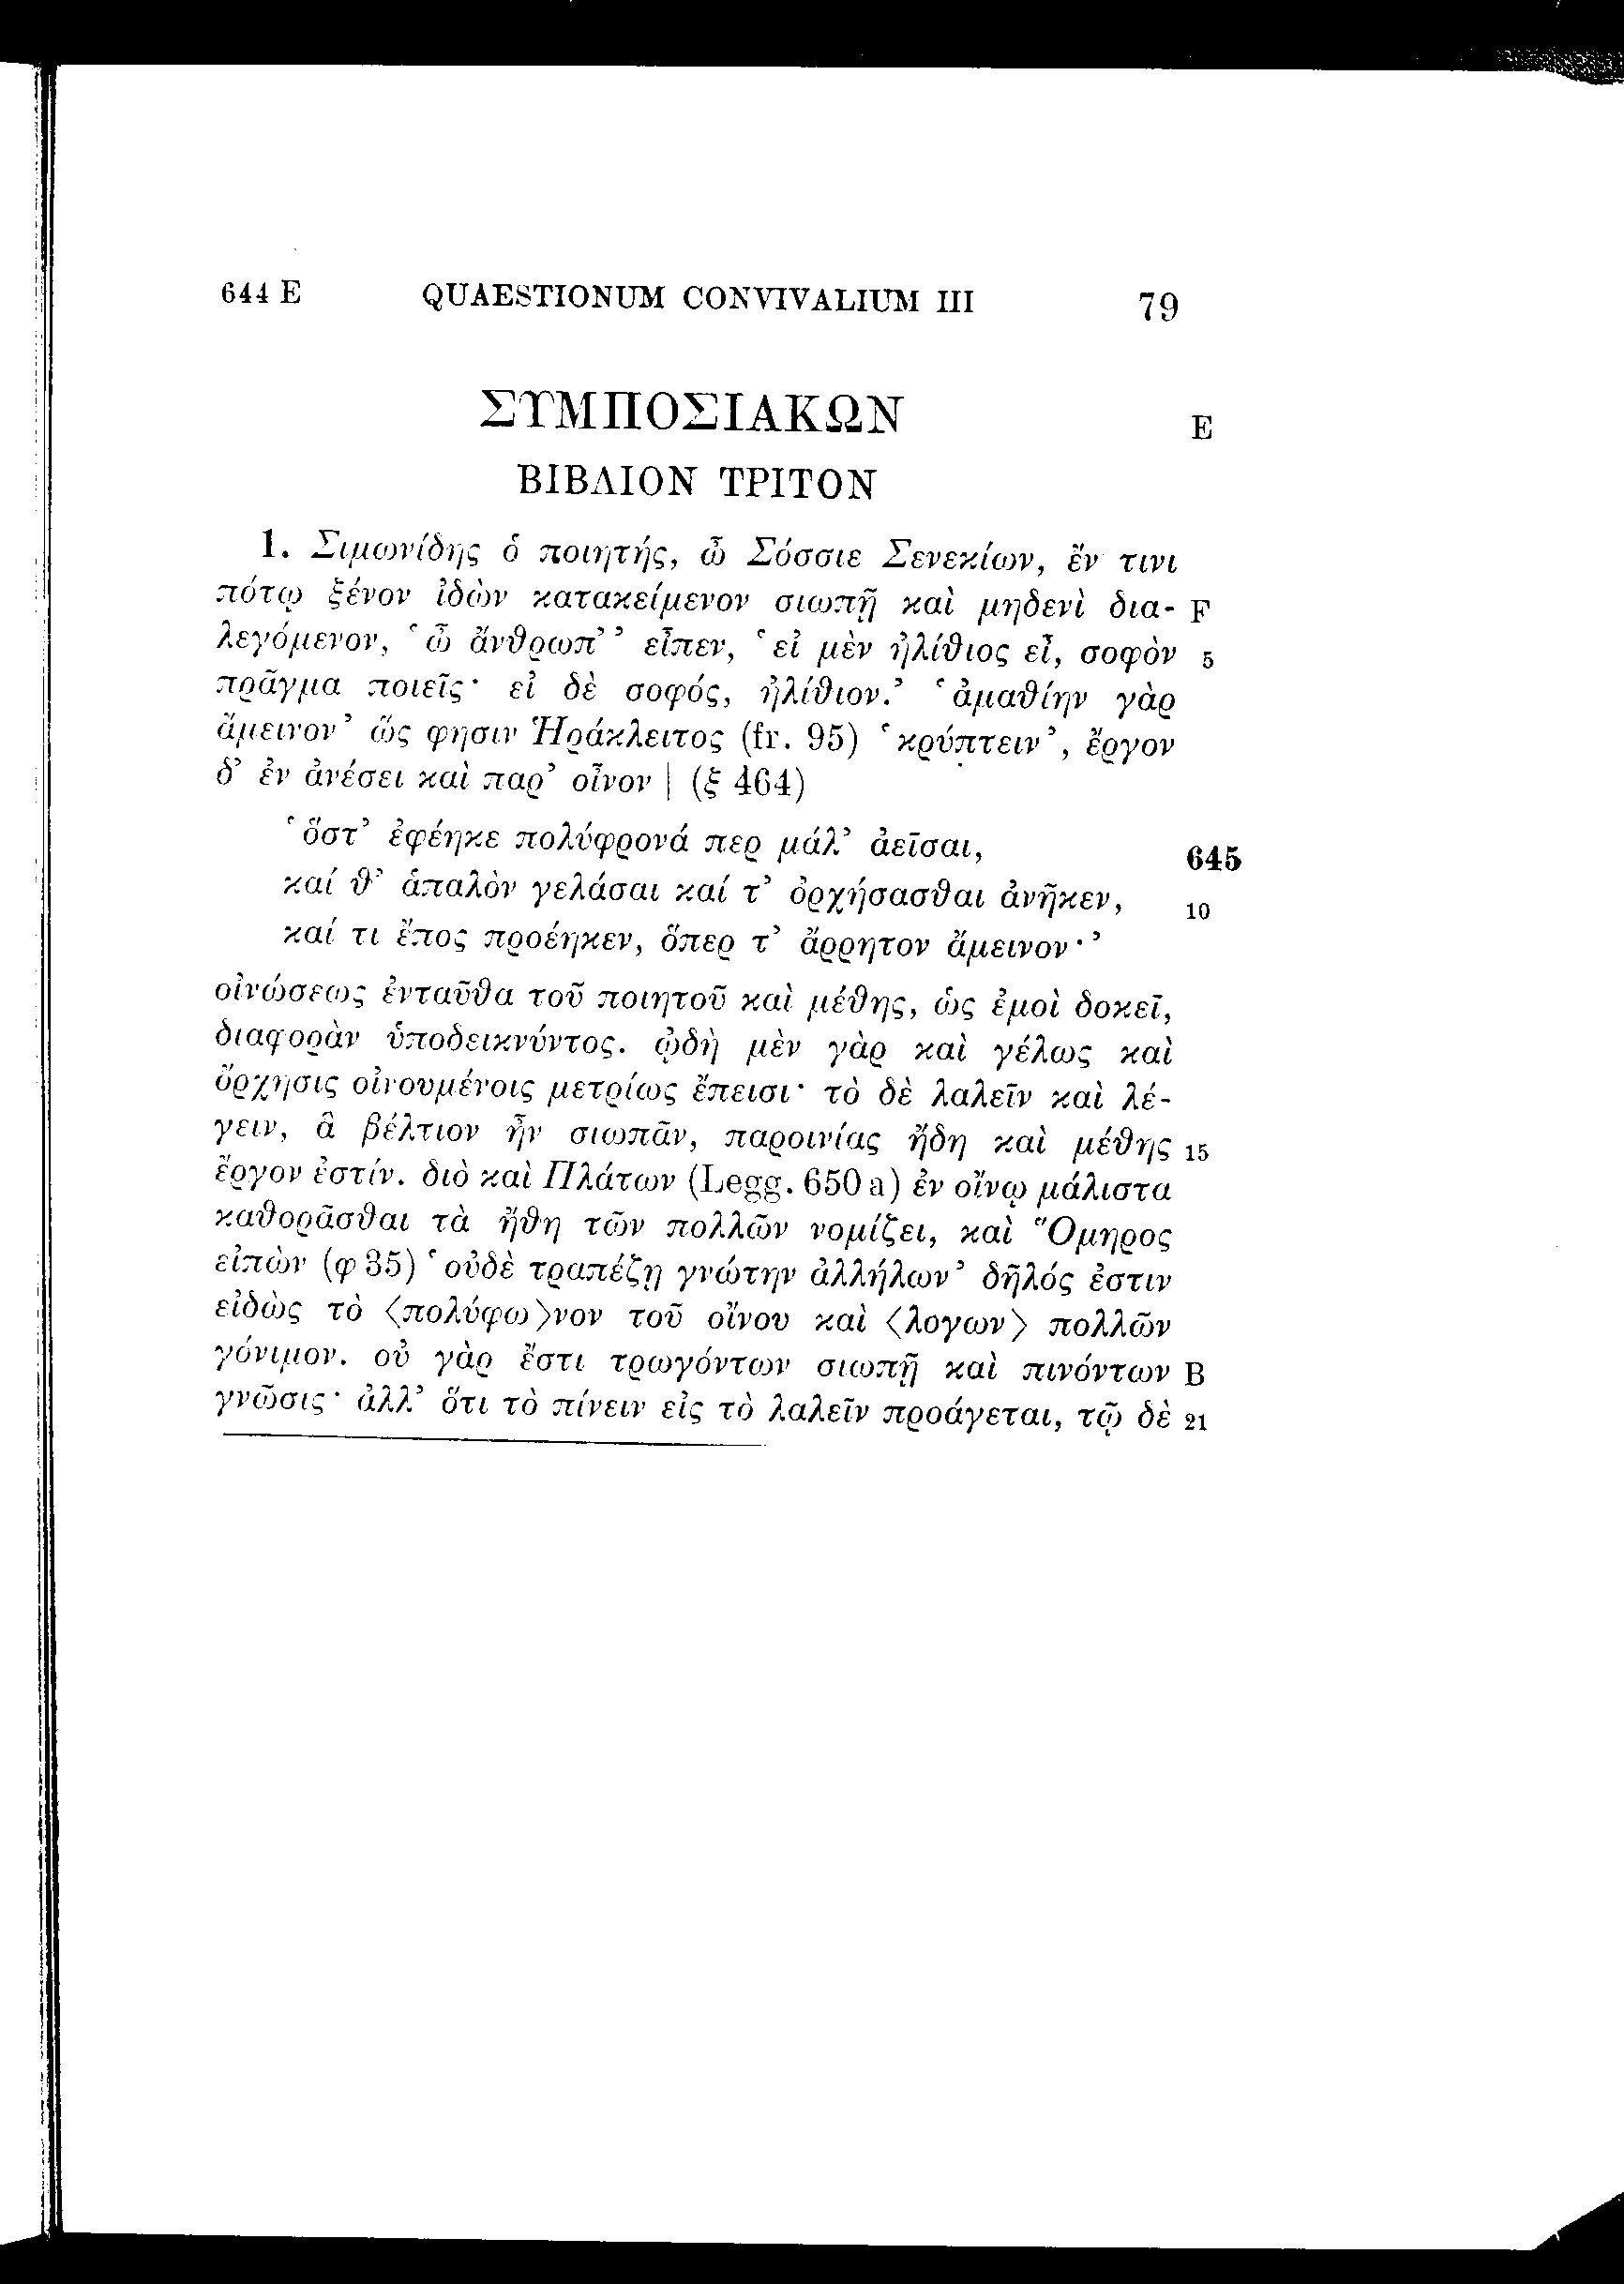 644 E QUAESTIONUM CONVIVALIUM III 79
ΣΥΜΠΟΣΙΑΚΩΝ E
ΒΙΒΛΙΟΝ ΤΡΙΤΟΝ
1. Σιμωνίδης ὁ ποιητής, ὦ Σόσσιε Σενεκίων, ἔν τινι
πότῳ ξένον ἰδὼν κατακείμενον σιωπῇ καὶ μηδενὶ δια- F
λεγόμενον, ‘ὦ ἄνθρωπ’ ’ εἶπεν, ‘εἰ μὲν ἠλίθιος εἶ, σοφὸν 5
πρᾶγμα ποιεῖς· εἰ δὲ σοφός, ἠλίθιον.’ ‘ἀμαθίην γὰρ
ἄμεινον’ ὥς φησιν Ἡράκλειτος (fr. 95) ‘κρύπτειν’, ἔργον
δ’ ἐν ἀνέσει καὶ παρ’ οἶνον | (ξ 464)
‘ὅστ’ ἐφέηκε πολύφρονά περ μάλ’ ἀεῖσαι, 645
καί θ’ ἁπαλὸν γελάσαι καί τ’ ὀρχήσασθαι ἀνῆκεν, 10
καί τι ἔπος προέηκεν, ὅπερ τ’ ἄρρητον ἄμεινον·’
οἰνώσεως ἐνταῦθα τοῦ ποιητοῦ καὶ μέθης, ὡς ἐμοὶ δοκεῖ,
διαφορὰν ὑποδεικνύντος. ᾠδὴ μὲν γὰρ καὶ γέλως καὶ
ὄρχησις οἰνουμένοις μετρίως ἔπεισι· τὸ δὲ λαλεῖν καὶ λέ-
γειν, ἃ βέλτιον ἦν σιωπᾶν, παροινίας ἤδη καὶ μέθης 15
ἔργον ἐστίν. διὸ καὶ Πλάτων (Legg. 650 a) ἐν οἴνῳ μάλιστα
καθορᾶσθαι τὰ ἤθη τῶν πολλῶν νομίζει, καὶ Ὅμηρος
εἰπὼν (φ 35) ‘οὐδὲ τραπέζῃ γνώτην ἀλλήλων’ δῆλός ἐστιν
εἰδὼς τὸ ⟨πολύφω⟩νον τοῦ οἴνου καὶ ⟨λογων⟩ πολλῶν
γόνιμον. οὐ γὰρ ἔστι τρωγόντων σιωπῇ καὶ πινόντων B
γνῶσις· ἀλλ’ ὅτι τὸ πίνειν εἰς τὸ λαλεῖν προάγεται, τῷ δὲ 21